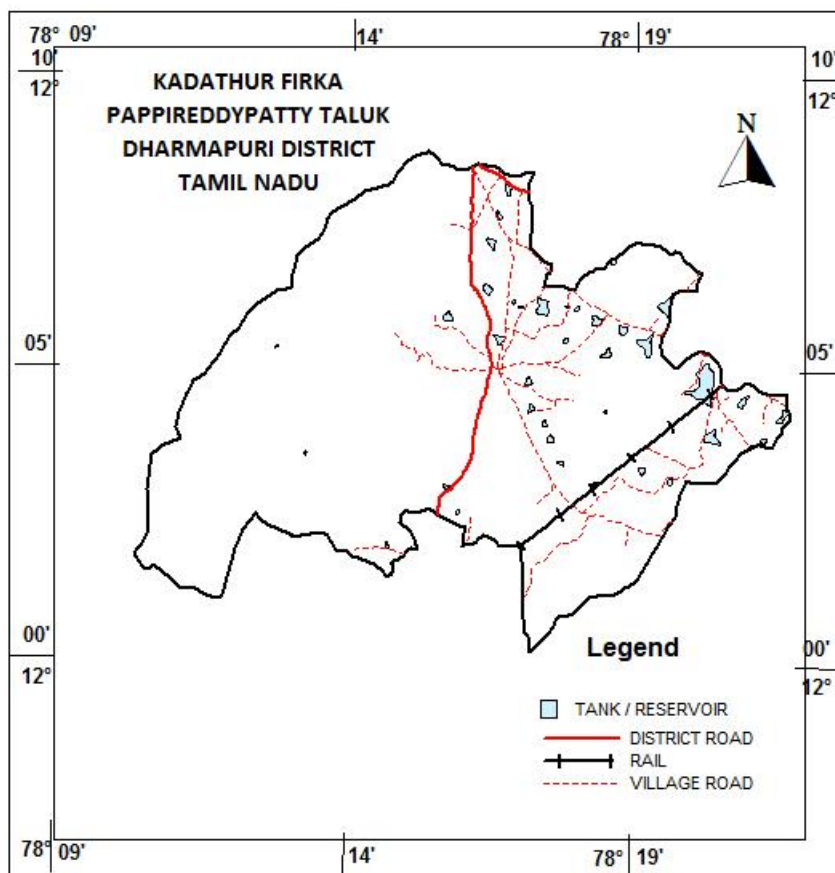 78° 09'
14'
78° 19'
10'
12°
10'
12°
KADATHUR FIRKA
PAPPIREDDYPATTY TALUK
DHARMAPURI DISTRICT
TAMIL NADU
N
05'
05'
00'
12°
00'
12°
Legend
TANK / RESERVOIR
DISTRICT ROAD
RAIL
VILLAGE ROAD
78° 09'
14'
78° 19'